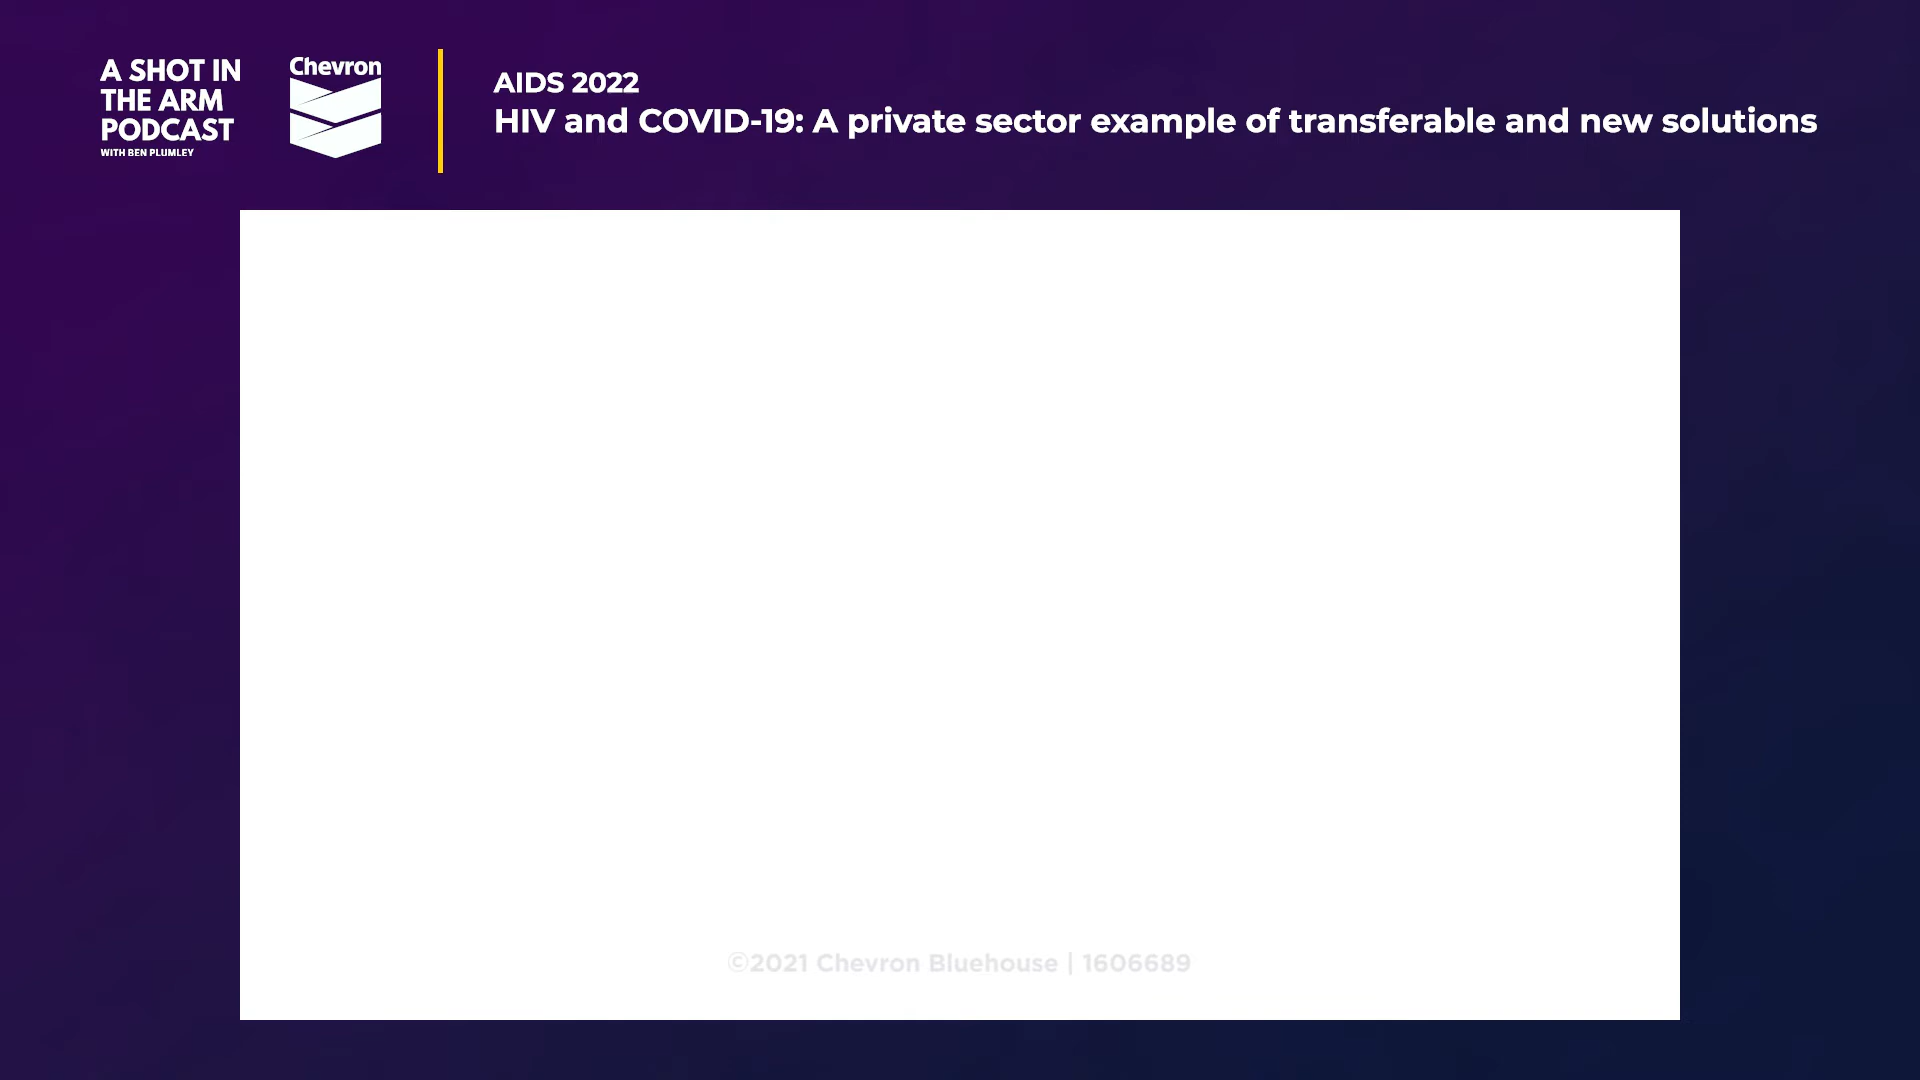 A SHOT IN
THE ARM
PODCAST
WITH BEN PLUMLEY
Chevron
AIDS 2022
HIV and COVID-19: A private sector example of transferable and new solutions
©2021 Chevron Bluehouse | 1606689